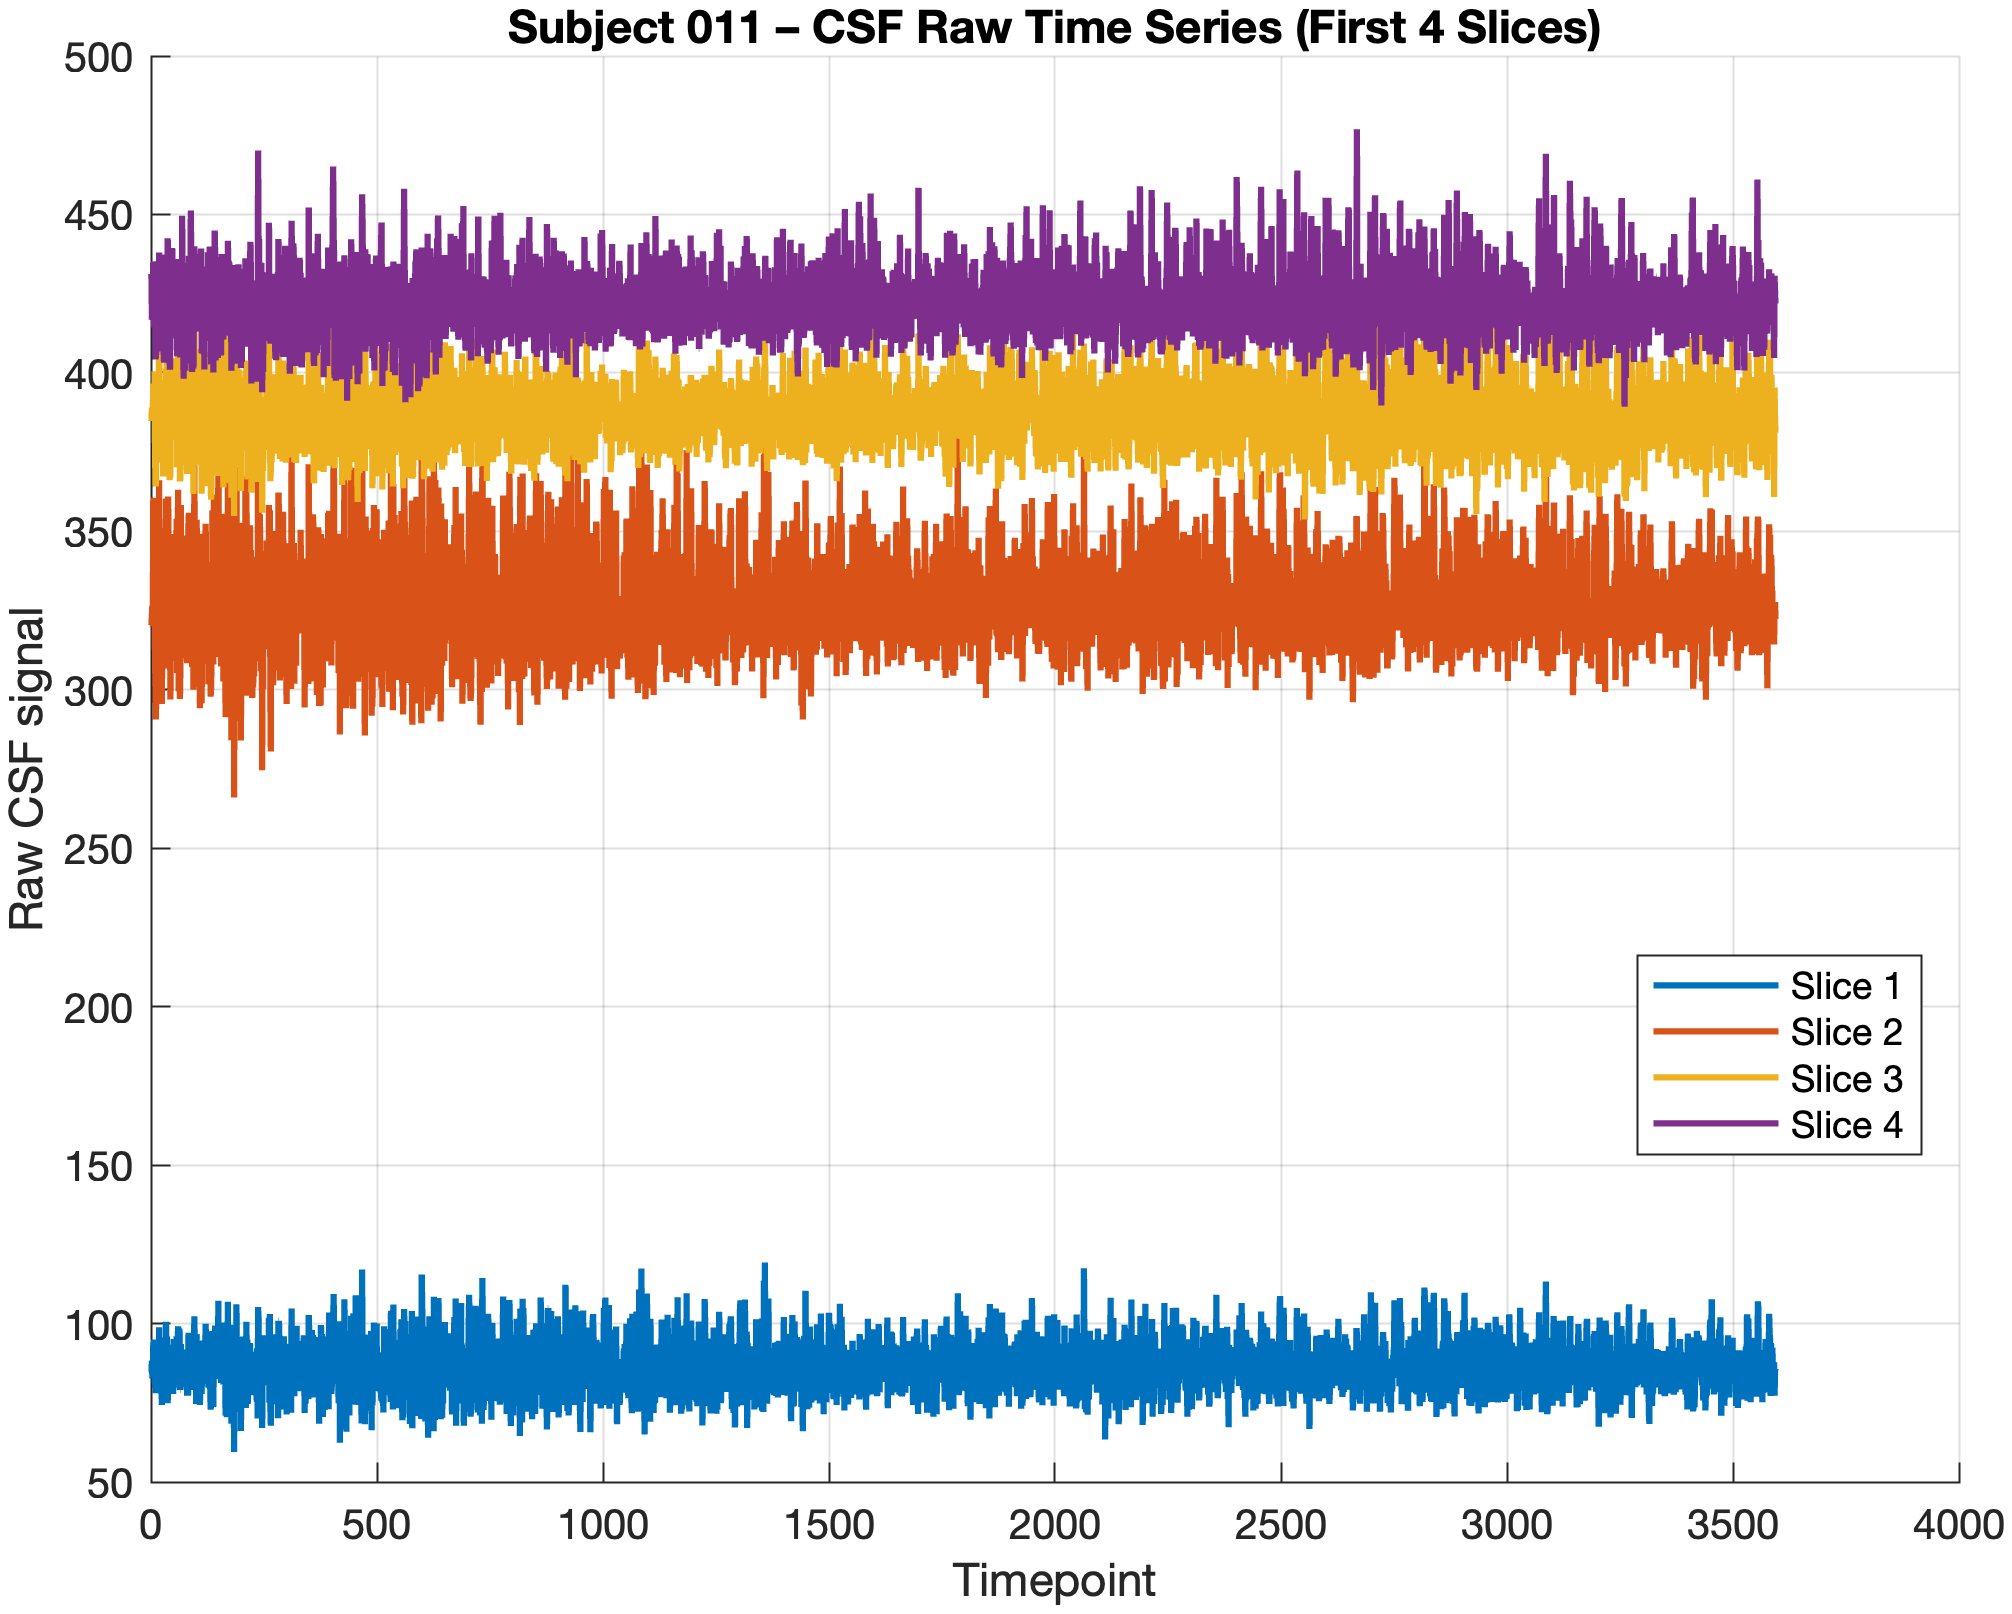 Subject 011 – CSF Raw Time Series (First 4 Slices)
500
450
400
350
300
250
200
150
100
50
Raw CSF signal
Slice 1
Slice 2
Slice 3
Slice 4
0 500 1000 1500 2000 2500 3000 3500 4000
Timepoint